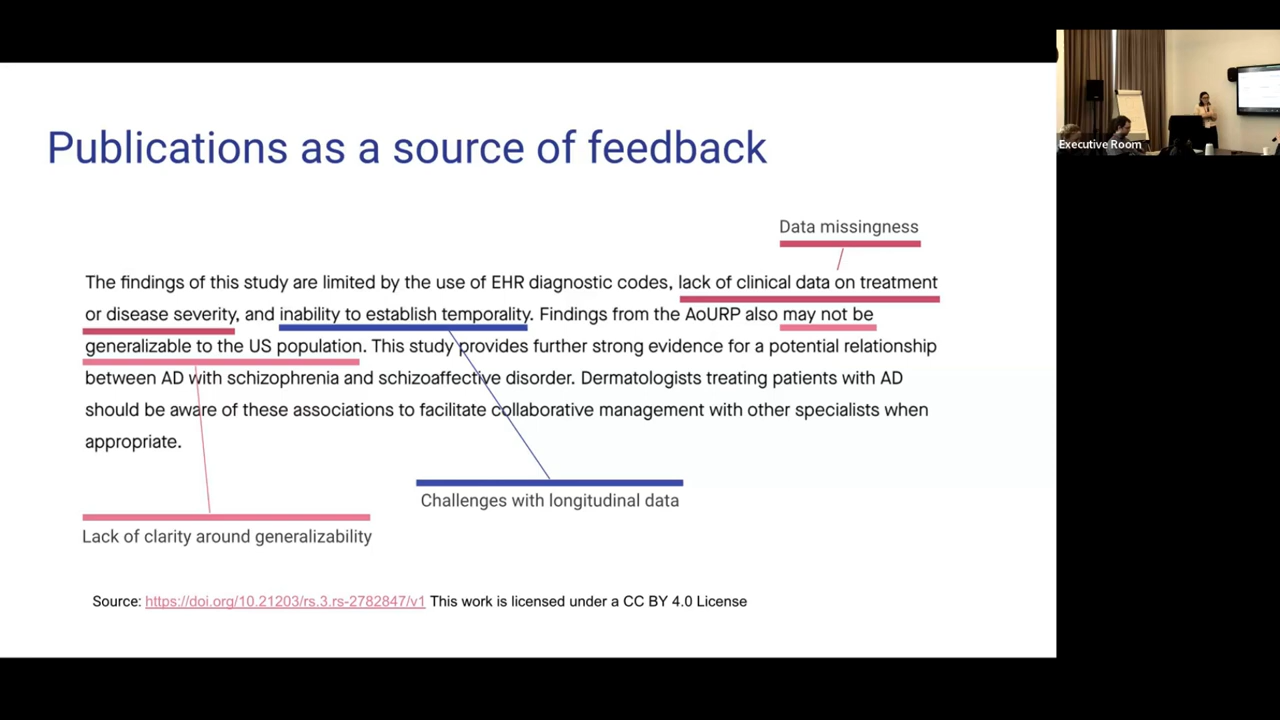 Publications as a source of feedback
Data missingness
The findings of this study are limited by the use of EHR diagnostic codes, lack of clinical data on treatment
or disease severity, and inability to establish temporality. Findings from the AoURP also may not be
generalizable to the US population. This study provides further strong evidence for a potential relationship
between AD with schizophrenia and schizoaffective disorder. Dermatologists treating patients with AD
should be aware of these associations to facilitate collaborative management with other specialists when
appropriate.
Challenges with longitudinal data
Lack of clarity around generalizability
Source: https://doi.org/10.21203/rs.3.rs-2782847/v1 This work is licensed under a CC BY 4.0 License
Executive Room